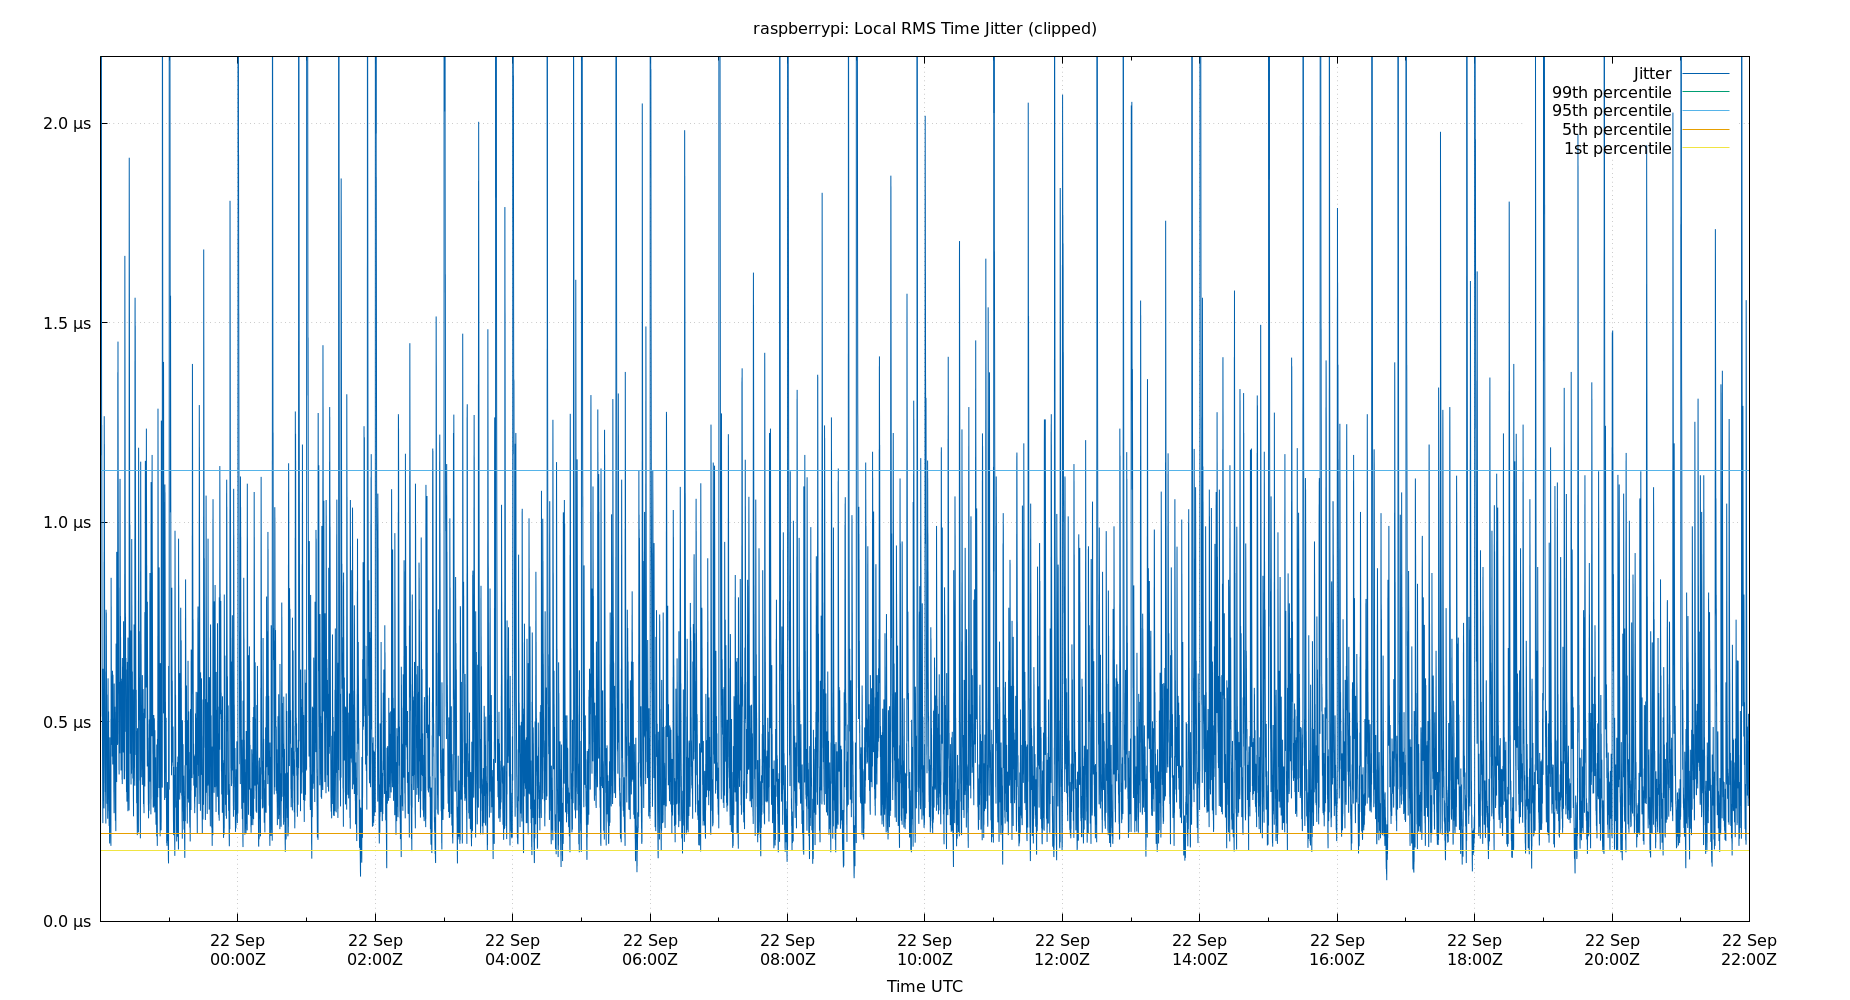 raspberrypi: Local RMS Time Jitter (clipped)
Jitter
99th percentile
95th percentile
5th percentile
1st percentile
2.0 µs
1.5 µs
1.0 µs
0.5 µs
0.0 µs
22 Sep 22 Sep 22 Sep 22 Sep 22 Sep 22 Sep 22 Sep 22 Sep 22 Sep 22 Sep 22 Sep 22 Sep
00:00Z 02:00Z 04:00Z 06:00Z 08:00Z 10:00Z 12:00Z 14:00Z 16:00Z 18:00Z 20:00Z 22:00Z
Time UTC